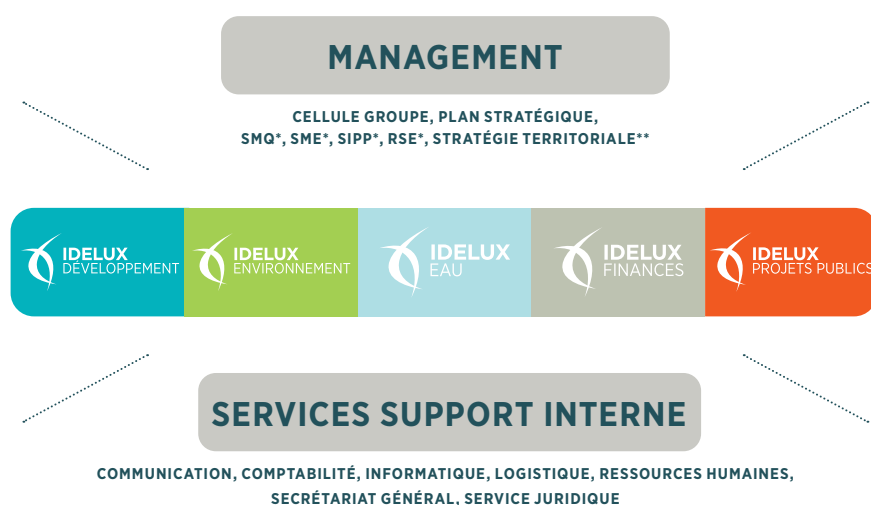 MANAGEMENT
CELLULE GROUPE, PLAN STRATÉGIQUE,
SMQ*, SME*, SIPP*, RSE*, STRATÉGIE TERRITORIALE**
IDELUX
DÉVELOPPEMENT
IDELUX
ENVIRONNEMENT
IDELUX
EAU
IDELUX
FINANCES
IDELUX
PROJETS PUBLICS
SERVICES SUPPORT INTERNE
COMMUNICATION, COMPTABILITÉ, INFORMATIQUE, LOGISTIQUE, RESSOURCES HUMAINES,
SECRÉTARIAT GÉNÉRAL, SERVICE JURIDIQUE